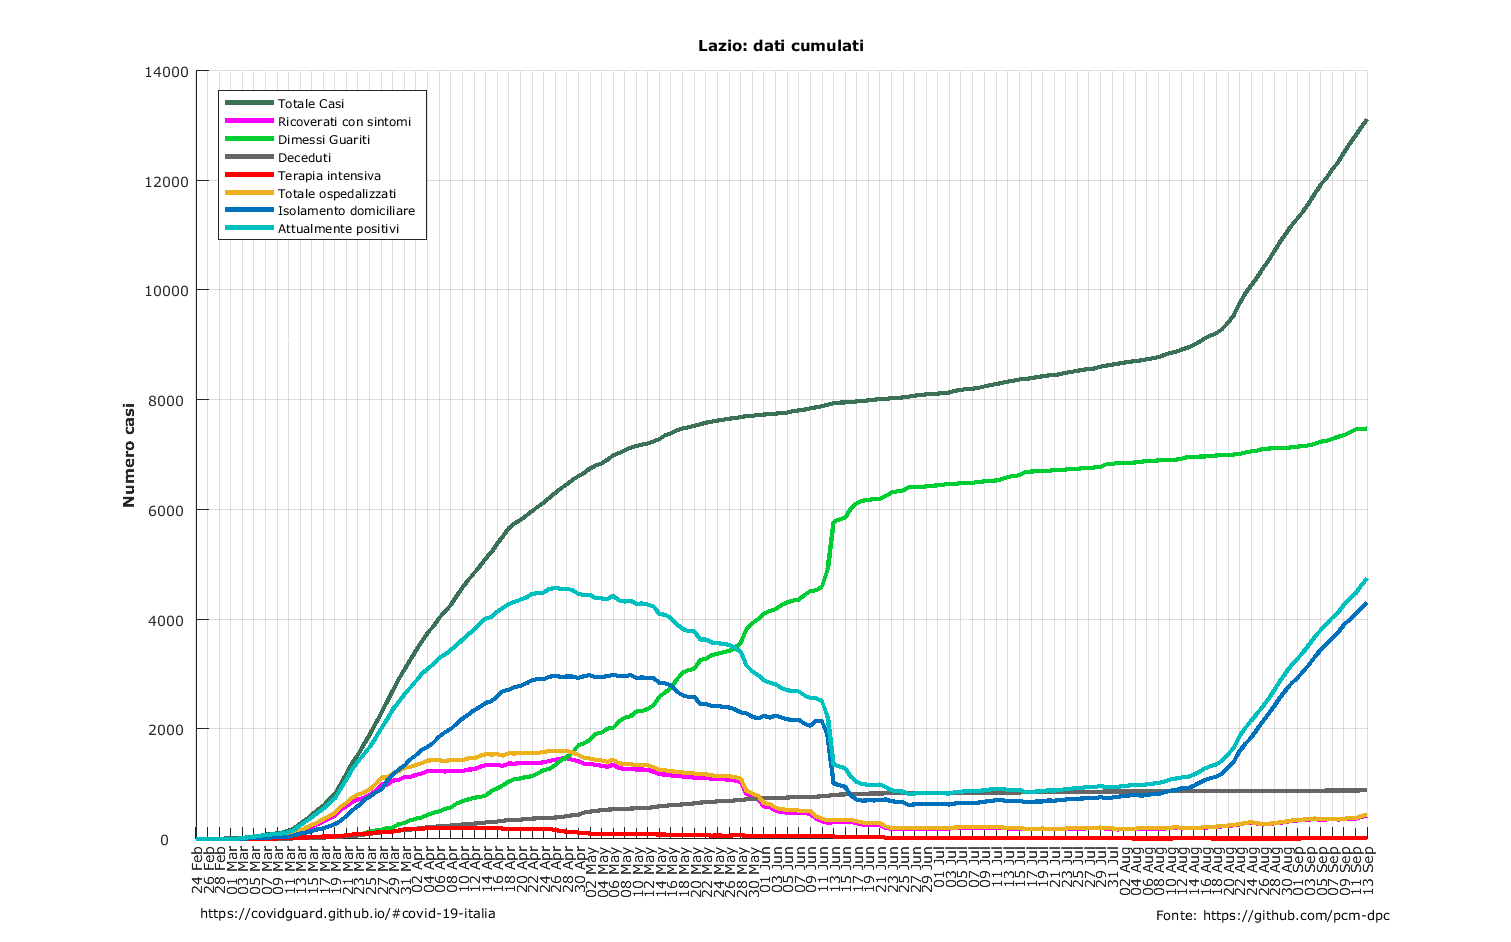 Lazio: dati cumulati
14000
12000
10000
8000
6000
4000
2000
0
Numero casi
Totale Casi
Ricoverati con sintomi
Dimessi Guariti
Deceduti
Terapia intensiva
Totale ospedalizzati
Isolamento domiciliare
Attualmente positivi
24 Feb
26 Feb
28 Feb
01 Mar
03 Mar
05 Mar
07 Mar
09 Mar
11 Mar
13 Mar
15 Mar
17 Mar
19 Mar
21 Mar
23 Mar
25 Mar
27 Mar
29 Mar
31 Mar
02 Apr
04 Apr
06 Apr
08 Apr
10 Apr
12 Apr
14 Apr
16 Apr
18 Apr
20 Apr
22 Apr
24 Apr
26 Apr
28 Apr
30 Apr
02 May
04 May
06 May
08 May
10 May
12 May
14 May
16 May
18 May
20 May
22 May
24 May
26 May
28 May
30 May
01 Jun
03 Jun
05 Jun
07 Jun
09 Jun
11 Jun
13 Jun
15 Jun
17 Jun
19 Jun
21 Jun
23 Jun
25 Jun
27 Jun
29 Jun
01 Jul
03 Jul
05 Jul
07 Jul
09 Jul
11 Jul
13 Jul
15 Jul
17 Jul
19 Jul
21 Jul
23 Jul
25 Jul
27 Jul
29 Jul
31 Jul
02 Aug
04 Aug
06 Aug
08 Aug
10 Aug
12 Aug
14 Aug
16 Aug
18 Aug
20 Aug
22 Aug
24 Aug
26 Aug
28 Aug
30 Aug
01 Sep
03 Sep
05 Sep
07 Sep
09 Sep
11 Sep
13 Sep
https://covidguard.github.io/#covid-19-italia
Fonte: https://github.com/pcm-dpc